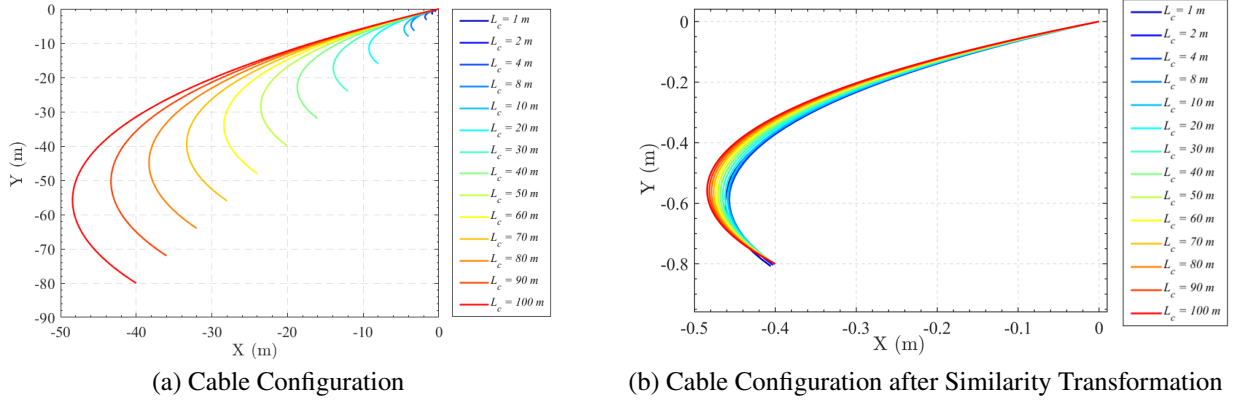 0
-10
-20
-30
-40
-50
-60
-70
-80
-90
-50
-40
-30
-20
-10
0
Y (m)
X (m)
L_c = 1 m
L_c = 2 m
L_c = 4 m
L_c = 8 m
L_c = 10 m
L_c = 20 m
L_c = 30 m
L_c = 40 m
L_c = 50 m
L_c = 60 m
L_c = 70 m
L_c = 80 m
L_c = 90 m
L_c = 100 m
(a) Cable Configuration
0
-0.2
-0.4
-0.6
-0.8
-0.5
-0.4
-0.3
-0.2
-0.1
0
Y (m)
X (m)
L_c = 1 m
L_c = 2 m
L_c = 4 m
L_c = 8 m
L_c = 10 m
L_c = 20 m
L_c = 30 m
L_c = 40 m
L_c = 50 m
L_c = 60 m
L_c = 70 m
L_c = 80 m
L_c = 90 m
L_c = 100 m
(b) Cable Configuration after Similarity Transformation